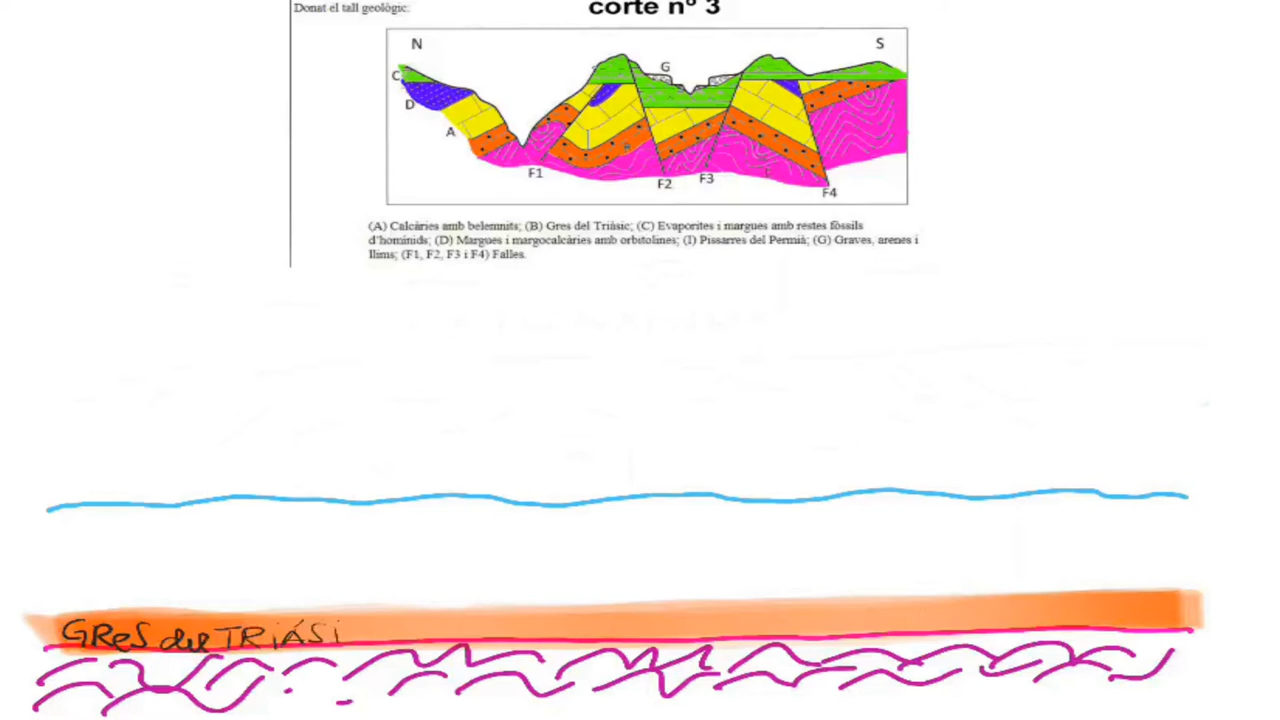 Donat el tall geològic:
corte nº 3
N
S
C
G
D
A
B
I
F1
F2
F3
F4
(A) Calcàries amb belemnits; (B) Gres del Triàsic; (C) Evaporites i margues amb restes fòssils
d'homínids; (D) Margues i margocalcàries amb orbitolines; (I) Pissarres del Permià; (G) Graves, arenes i
llims; (F1, F2, F3 i F4) Falles.
GReS del TRIÁSi